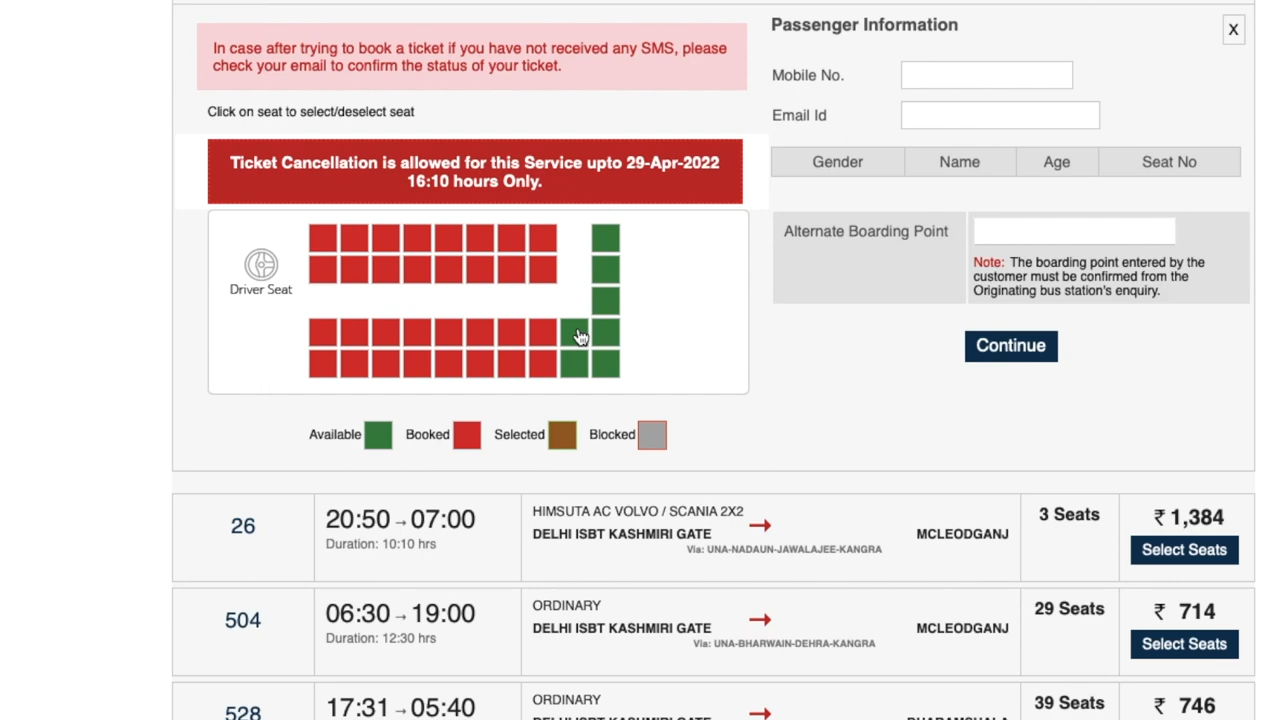 In case after trying to book a ticket if you have not received any SMS, please
check your email to confirm the status of your ticket.
Click on seat to select/deselect seat
Ticket Cancellation is allowed for this Service upto 29-Apr-2022
16:10 hours Only.
Driver Seat
Available
Booked
Selected
Blocked
Passenger Information
X
Mobile No.
Email Id
Gender Name Age Seat No
Alternate Boarding Point
Note: The boarding point entered by the
customer must be confirmed from the
Originating bus station's enquiry.
Continue
26
20:50→07:00
Duration: 10:10 hrs
HIMSUTA AC VOLVO / SCANIA 2X2
DELHI ISBT KASHMIRI GATE → MCLEODGANJ
Via: UNA-NADAUN-JAWALAJEE-KANGRA
3 Seats
₹ 1,384
Select Seats
504
06:30→19:00
Duration: 12:30 hrs
ORDINARY
DELHI ISBT KASHMIRI GATE → MCLEODGANJ
Via: UNA-BHARWAIN-DEHRA-KANGRA
29 Seats
₹ 714
Select Seats
528
17:31→05:40
ORDINARY
DELHI ISBT KASHMIRI GATE → DHARAMSHALA
39 Seats
₹ 746